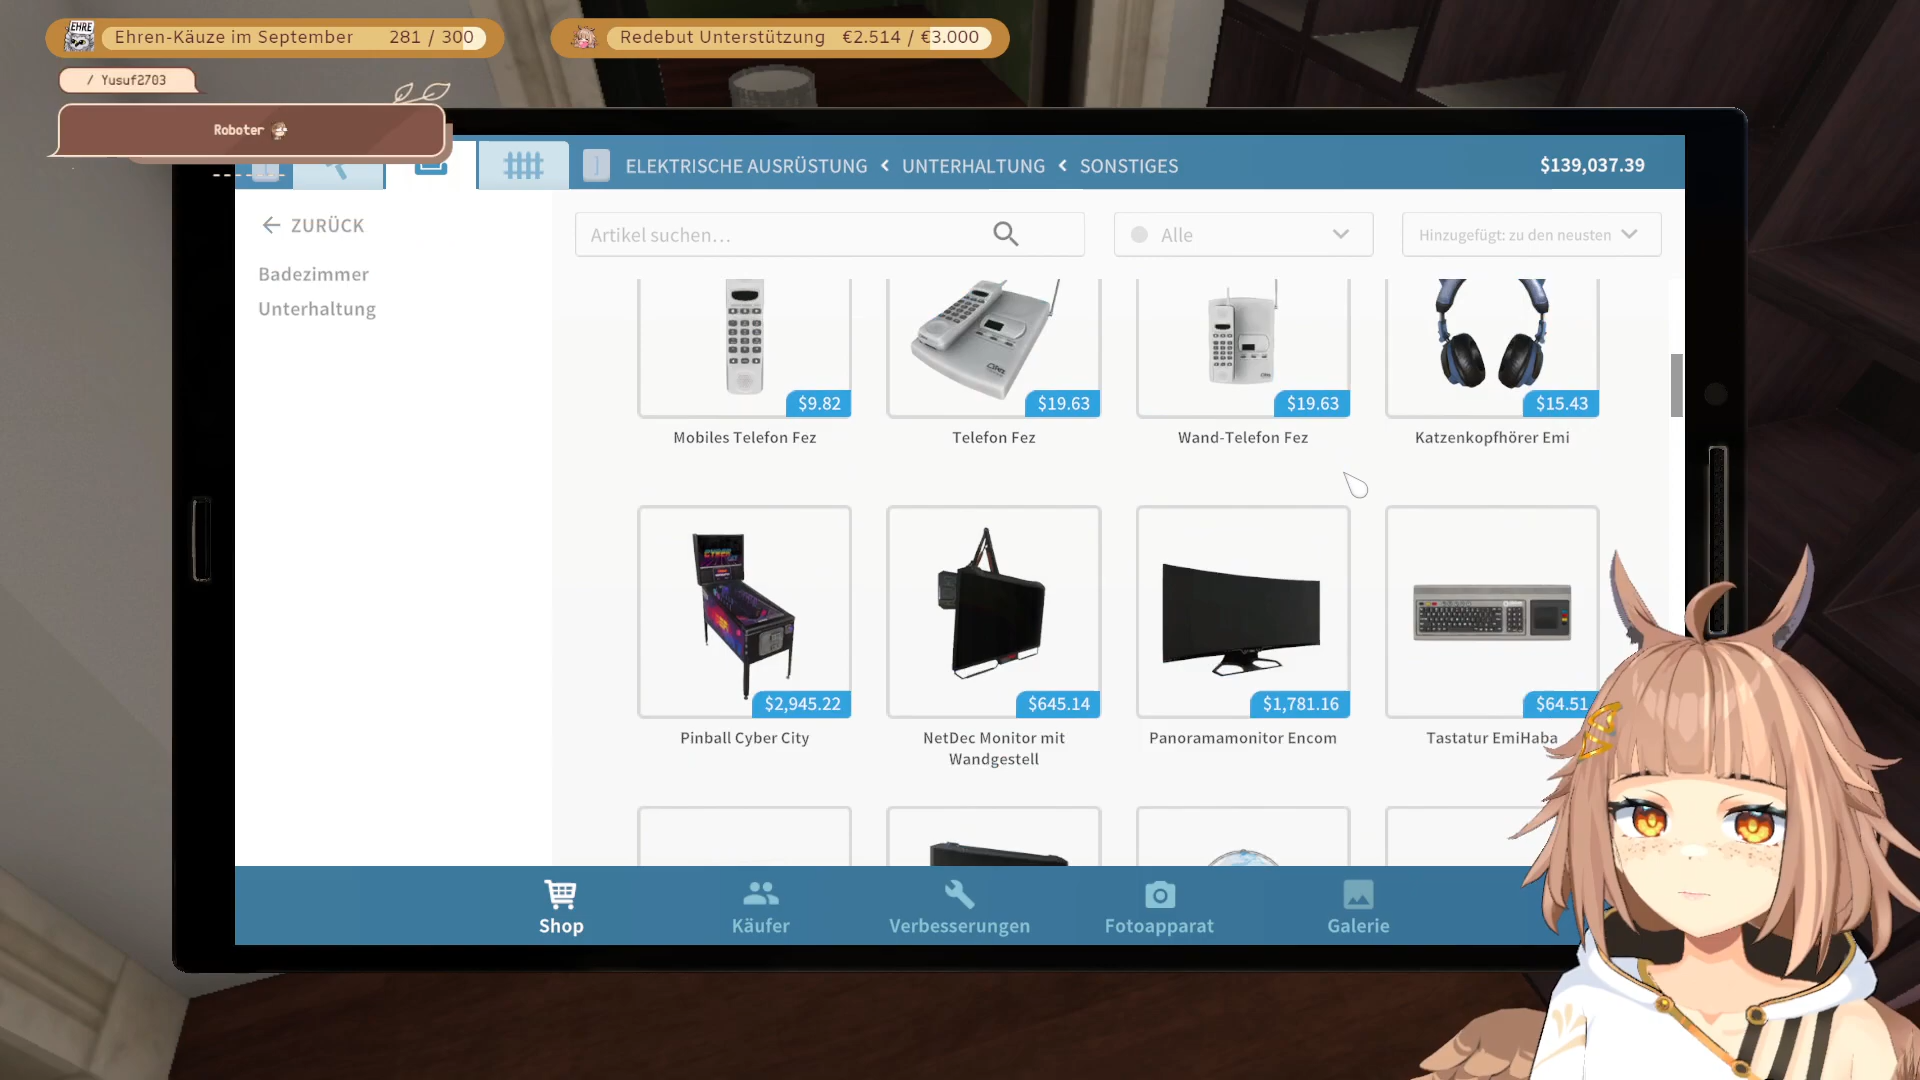 EHRE
Ehren-Käuze im September 281 / 300
Redebut Unterstützung €2.514 / €3.000
/ Yusuf2703
Roboter
ELEKTRISCHE AUSRÜSTUNG < UNTERHALTUNG < SONSTIGES
$139,037.39
← ZURÜCK
Badezimmer
Unterhaltung
Artikel suchen…
Alle
Hinzugefügt: zu den neusten
$9.82
$19.63
$19.63
$15.43
Mobiles Telefon Fez
Telefon Fez
Wand-Telefon Fez
Katzenkopfhörer Emi
$2,945.22
$645.14
$1,781.16
$64.51
Pinball Cyber City
NetDec Monitor mit
Wandgestell
Panoramamonitor Encom
Tastatur EmiHaba
Shop
Käufer
Verbesserungen
Fotoapparat
Galerie